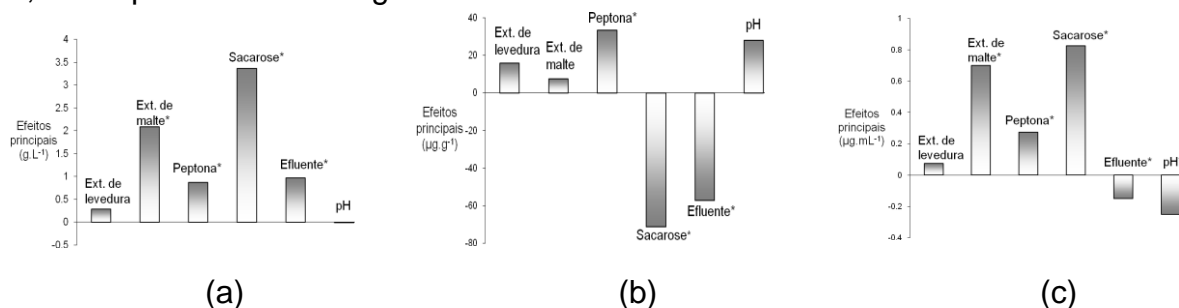 Efeitos
principais
(g.L⁻¹)
4
3.5
3
2.5
2
1.5
1
0.5
0
-0.5
Ext. de
levedura
Ext. de
malte*
Peptona*
Sacarose*
Efluente*
pH
(a)
Efeitos
principais
(µg.g⁻¹)
40
20
0
-20
-40
-60
-80
Ext. de
levedura
Ext. de
malte
Peptona*
Sacarose*
Efluente*
pH
(b)
Efeitos
principais
(µg.mL⁻¹)
1
0.8
0.6
0.4
0.2
0
-0.2
-0.4
Ext. de
levedura
Ext. de
malte*
Peptona*
Sacarose*
Efluente*
pH
(c)